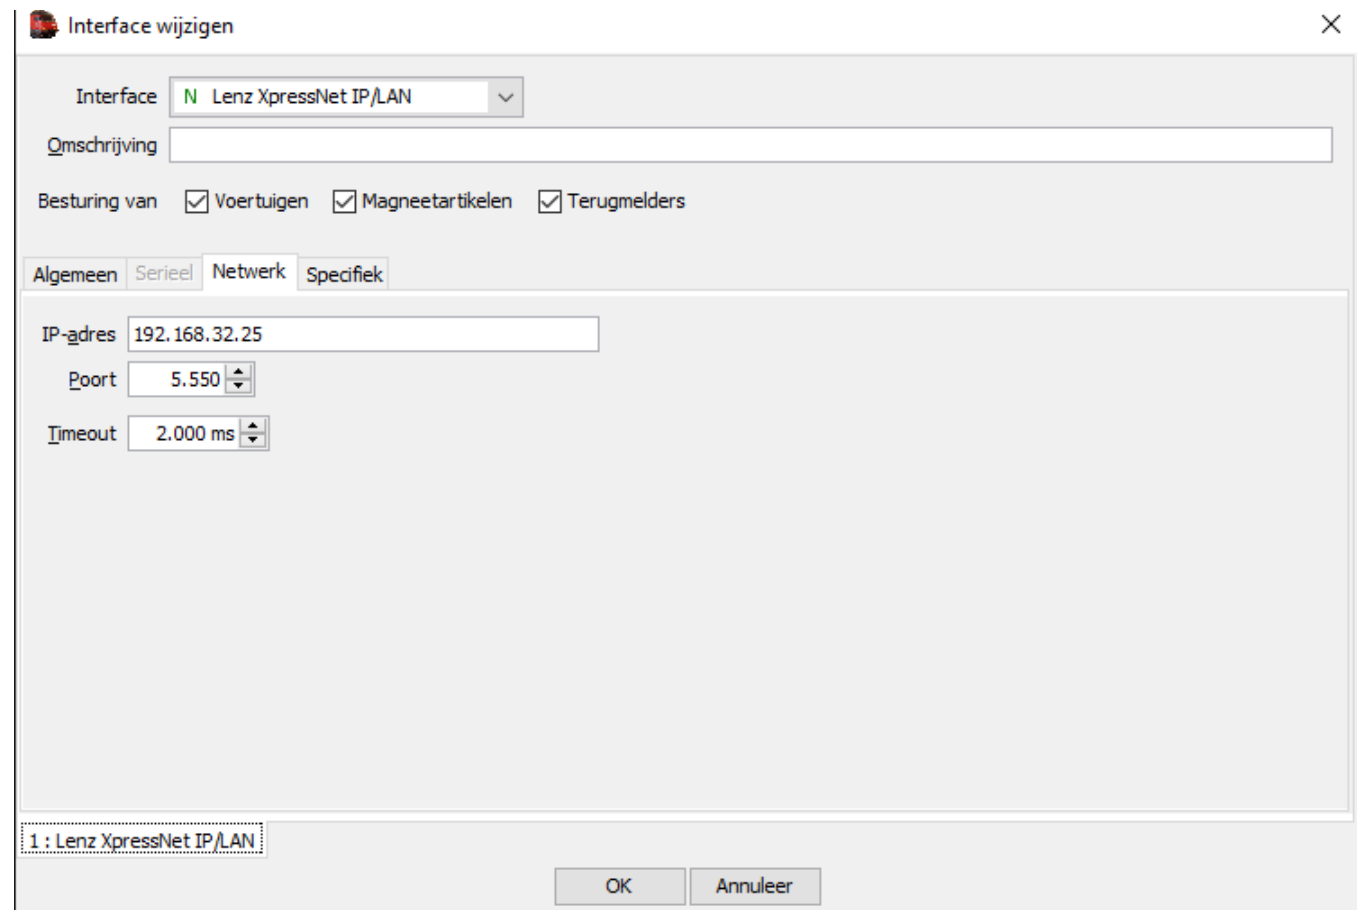 Interface wijzigen
Interface N Lenz XpressNet IP/LAN
Omschrijving
Besturing van Voertuigen Magneetartikelen Terugmelders
Algemeen Serieel Netwerk Specifiek
IP-adres 192.168.32.25
Poort 5.550
Timeout 2.000 ms
1 : Lenz XpressNet IP/LAN
OK Annuleer